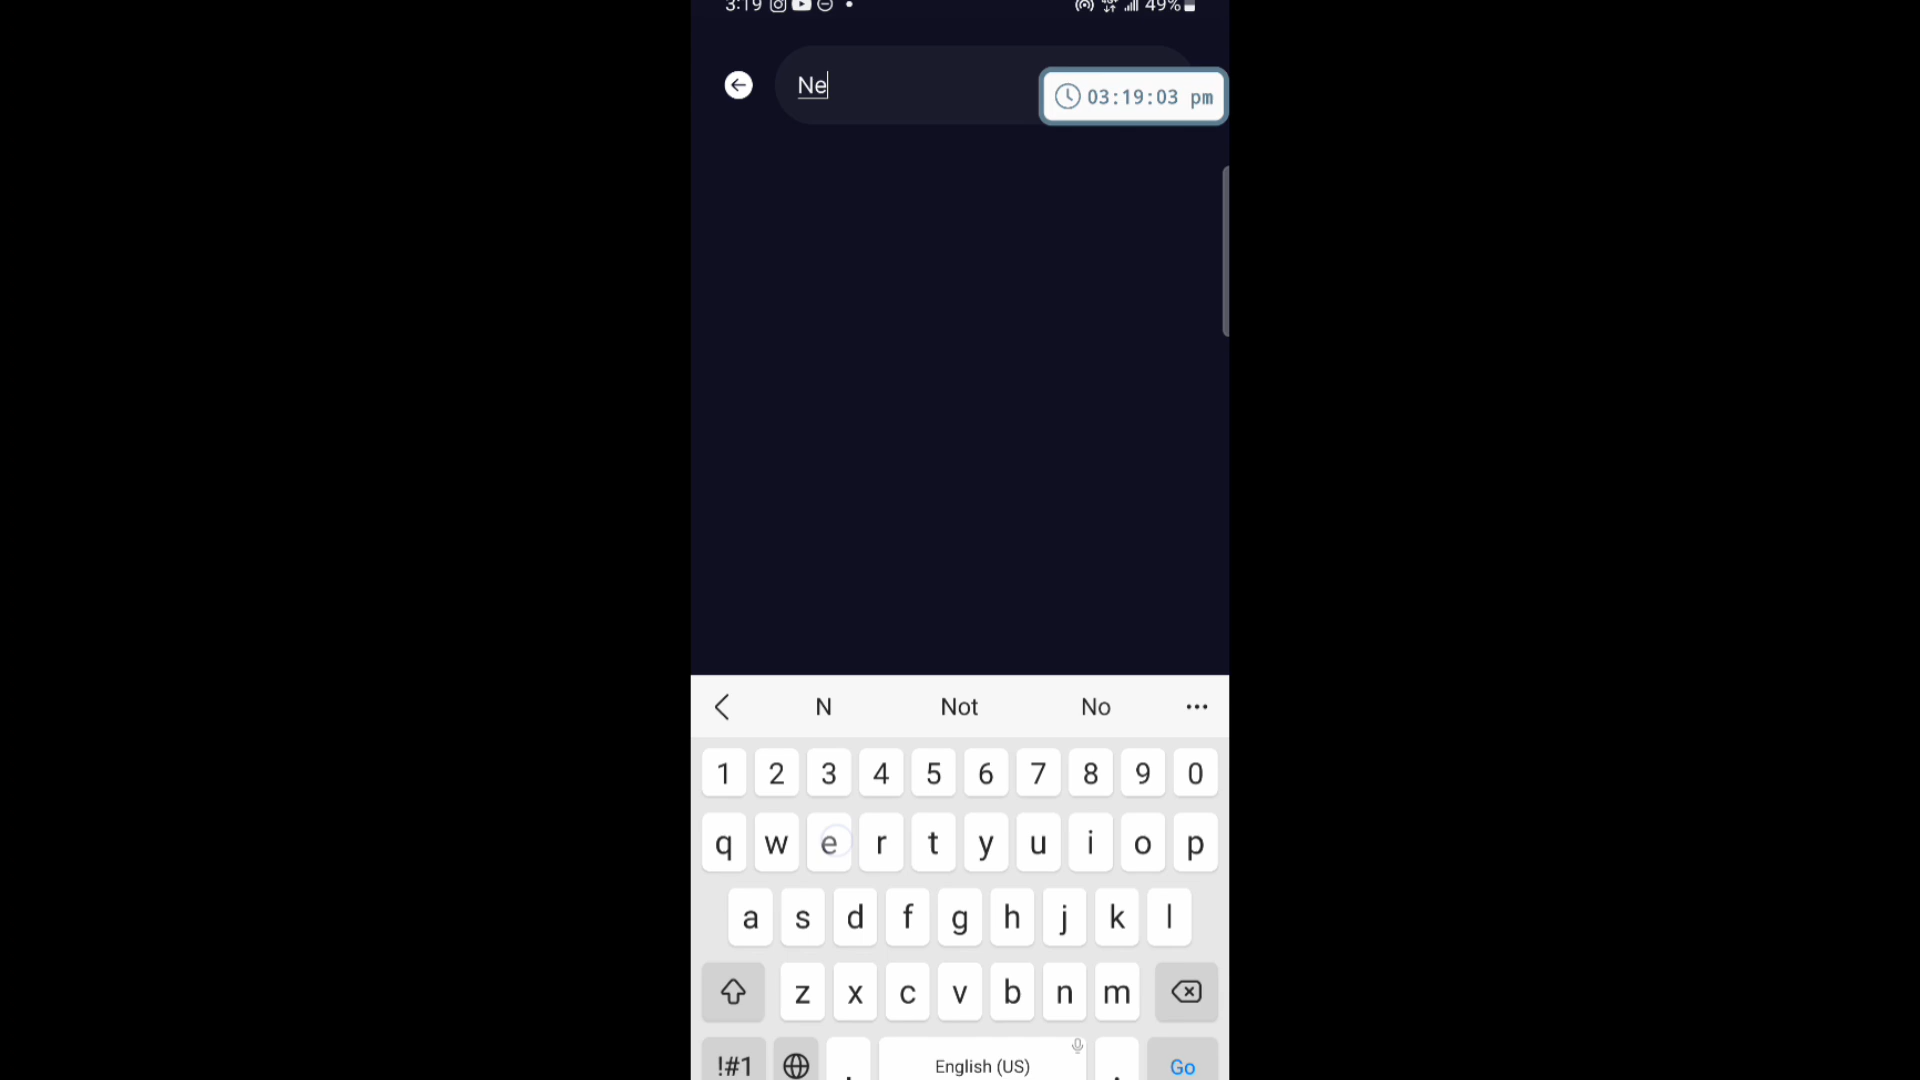 3:19 49%
Ne
03:19:03 pm
N Not No
1 2 3 4 5 6 7 8 9 0
q w e r t y u i o p
a s d f g h j k l
z x c v b n m
!#1 , English (US) . Go